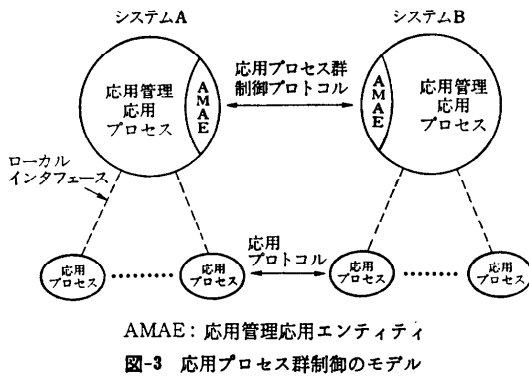 システムA
システムB
応用管理
応用
プロセス
AMAE
応用プロセス群
制御プロトコル
AMAE
応用管理
応用
プロセス
ローカル
インタフェース
応用
プロセス
応用
プロセス
応用
プロトコル
応用
プロセス
応用
プロセス
AMAE：応用管理応用エンティティ
図-3 応用プロセス群制御のモデル